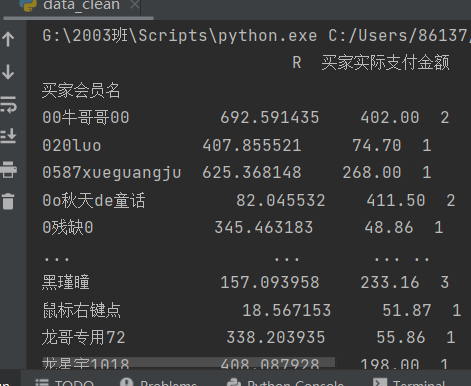 data_clean
G:\2003班\Scripts\python.exe C:/Users/86137/
R 买家实际支付金额
买家会员名
00牛哥哥00 692.591435 402.00 2
020luo 407.855521 74.70 1
0587xueguangju 625.368148 268.00 1
0o秋天de童话 82.045532 411.50 2
0残缺0 345.463183 48.86 1
... ... ... ..
黑瑾瞳 157.093958 233.16 3
鼠标右键点 18.567153 51.87 1
龙哥专用72 338.203935 55.86 1
龙星宇1018 408.087928 198.00 1
TODO Problems Python Console Terminal